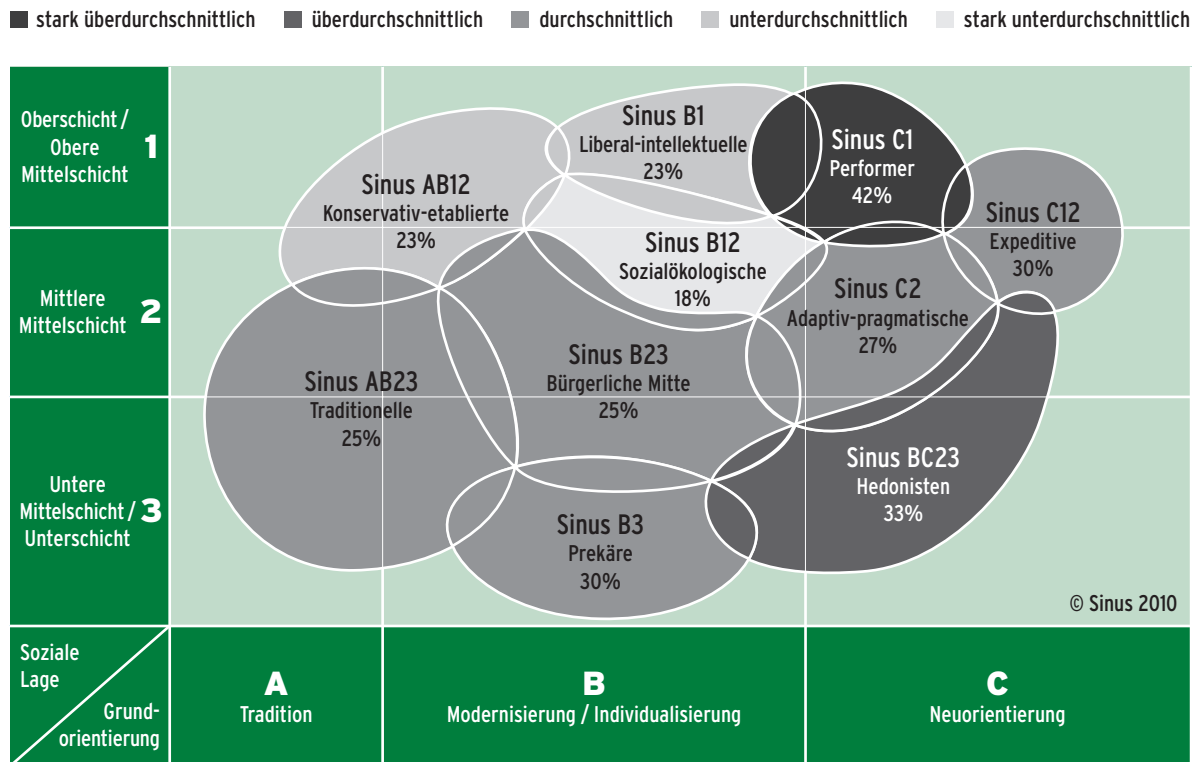 stark überdurchschnittlich überdurchschnittlich durchschnittlich unterdurchschnittlich stark unterdurchschnittlich
Oberschicht /
Obere
Mittelschicht
1
Mittlere
Mittelschicht
2
Untere
Mittelschicht /
Unterschicht
3
Sinus B1
Liberal-intellektuelle
23%
Sinus C1
Performer
42%
Sinus AB12
Konservativ-etablierte
23%
Sinus C12
Expeditive
30%
Sinus B12
Sozialökologische
18%
Sinus C2
Adaptiv-pragmatische
27%
Sinus AB23
Traditionelle
25%
Sinus B23
Bürgerliche Mitte
25%
Sinus BC23
Hedonisten
33%
Sinus B3
Prekäre
30%
© Sinus 2010
Soziale
Lage
Grund-
orientierung
A
Tradition
B
Modernisierung / Individualisierung
C
Neuorientierung